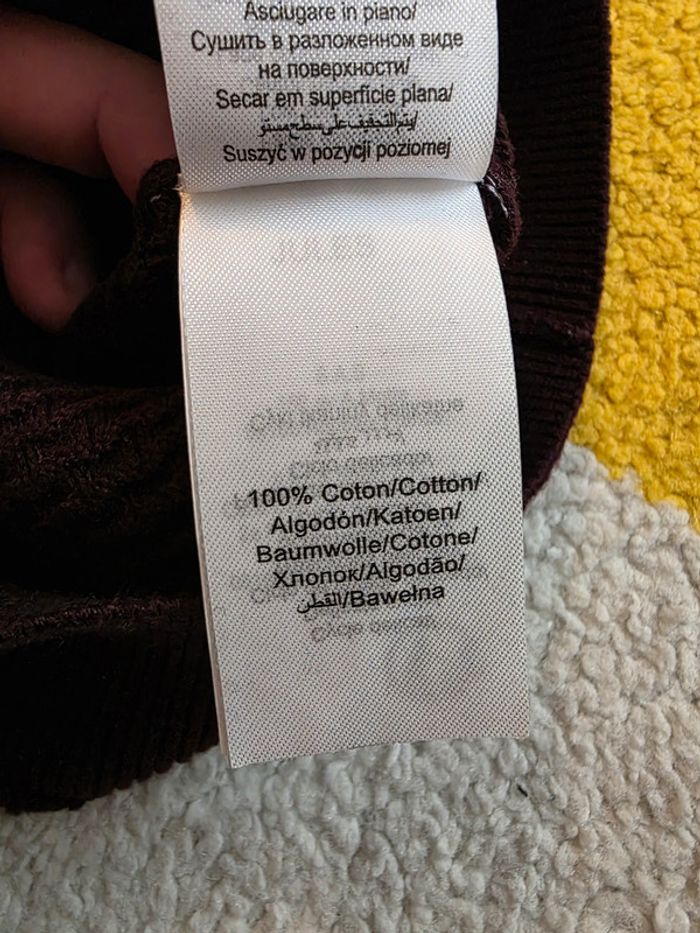 Asciugare in piano/
Сушить в разложенном виде
на поверхности/
Secar em superfície plana/
يتم التجفيف على سطح مستو/
Suszyć w pozycji poziomej
100% Coton/Cotton/
Algodón/Katoen/
Baumwolle/Cotone/
Хлопок/Algodão/
القطن/Bawełna